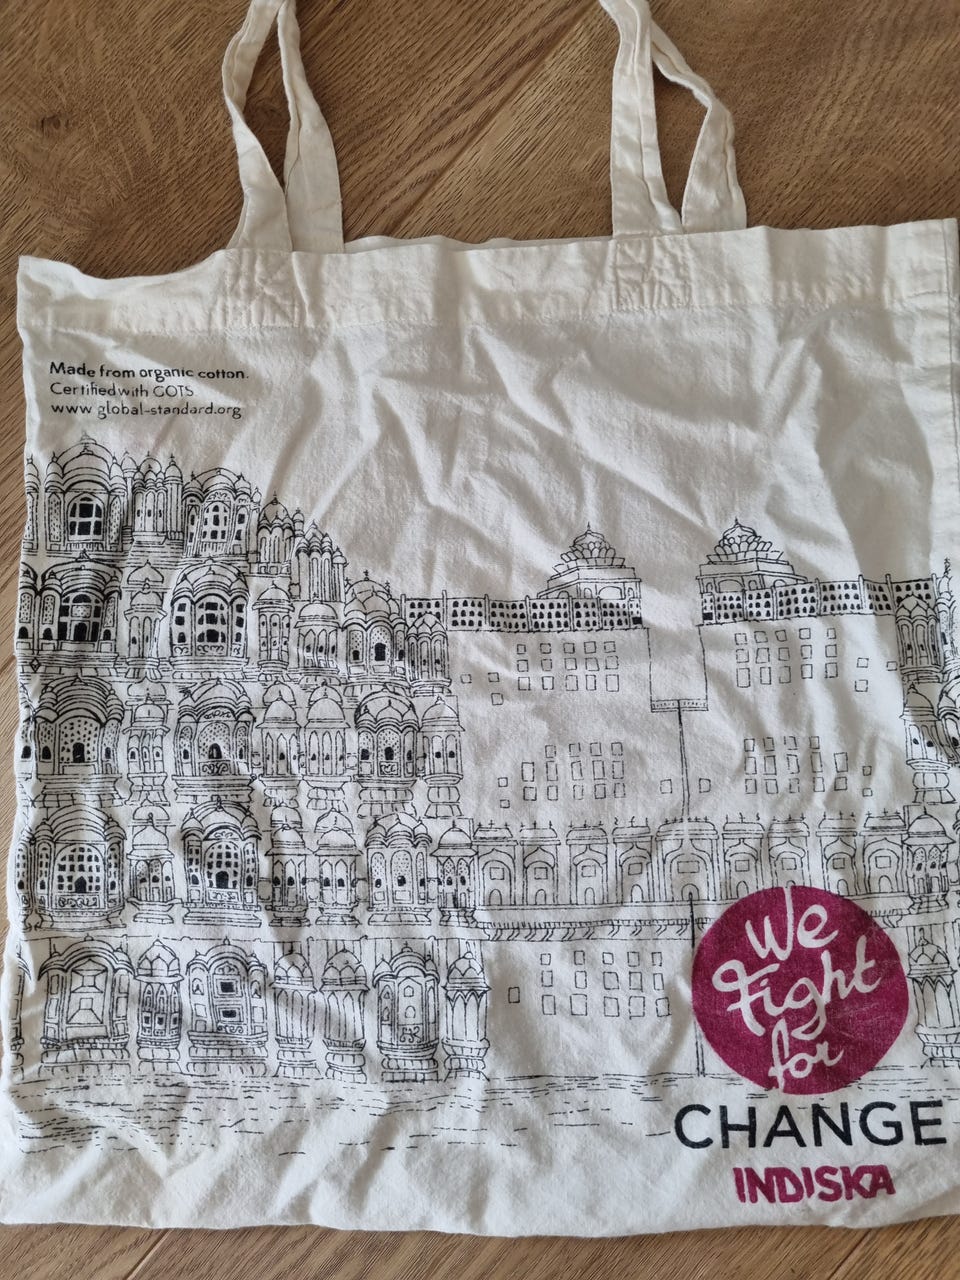 Made from organic cotton.
Certified with GOTS
www.global-standard.org
We
Fight
for
CHANGE
INDISKA